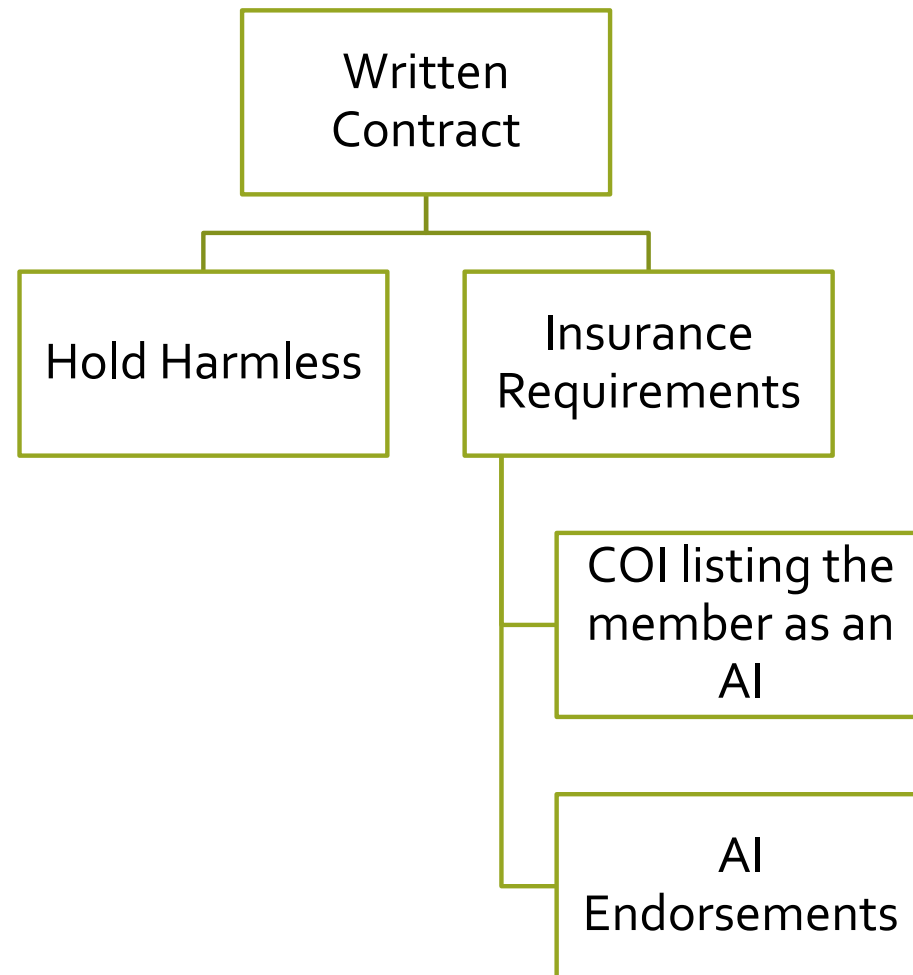 Written
Contract
Hold Harmless
Insurance
Requirements
COI listing the
member as an
AI
AI
Endorsements